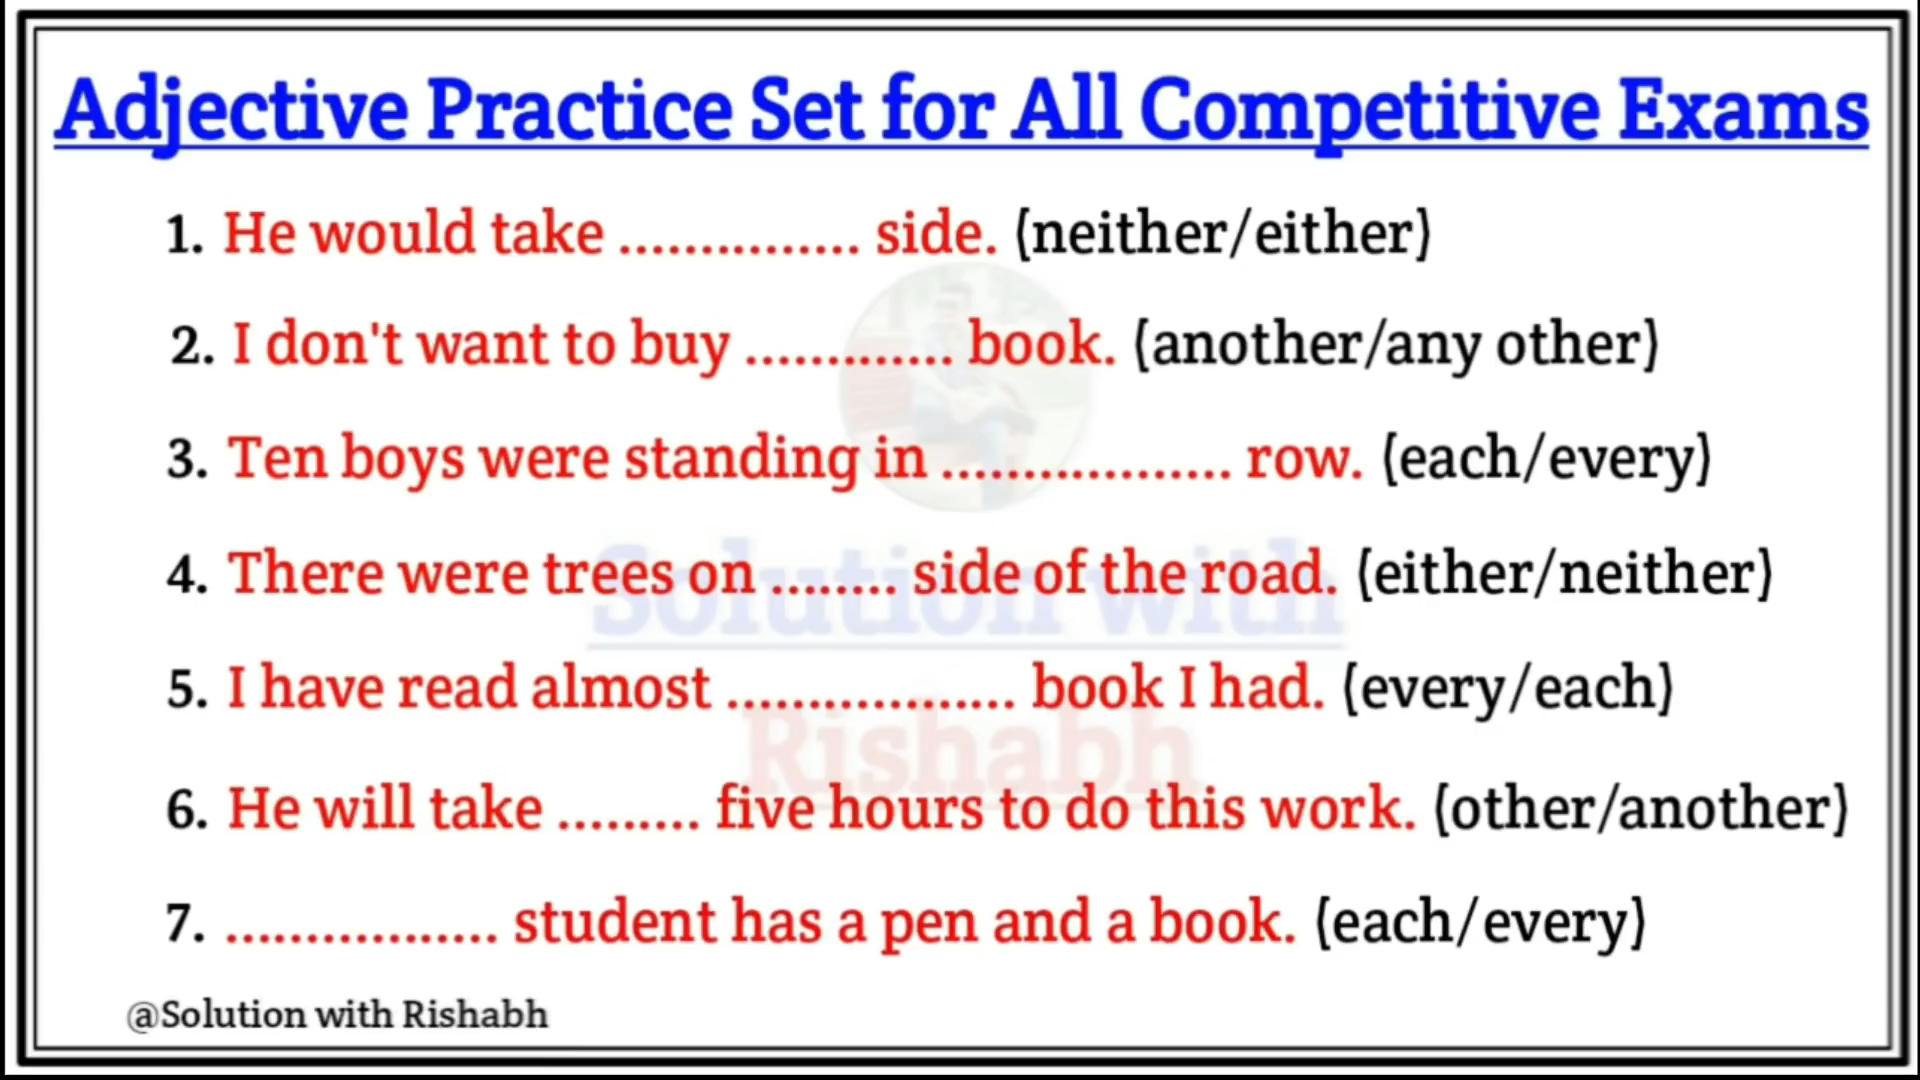 Adjective Practice Set for All Competitive Exams
1. He would take ............... side. (neither/either)
2. I don't want to buy ............. book. (another/any other)
3. Ten boys were standing in .................. row. (each/every)
4. There were trees on ........ side of the road. (either/neither)
5. I have read almost .................. book I had. (every/each)
6. He will take ......... five hours to do this work. (other/another)
7. ................. student has a pen and a book. (each/every)
Solution with
Rishabh
@Solution with Rishabh